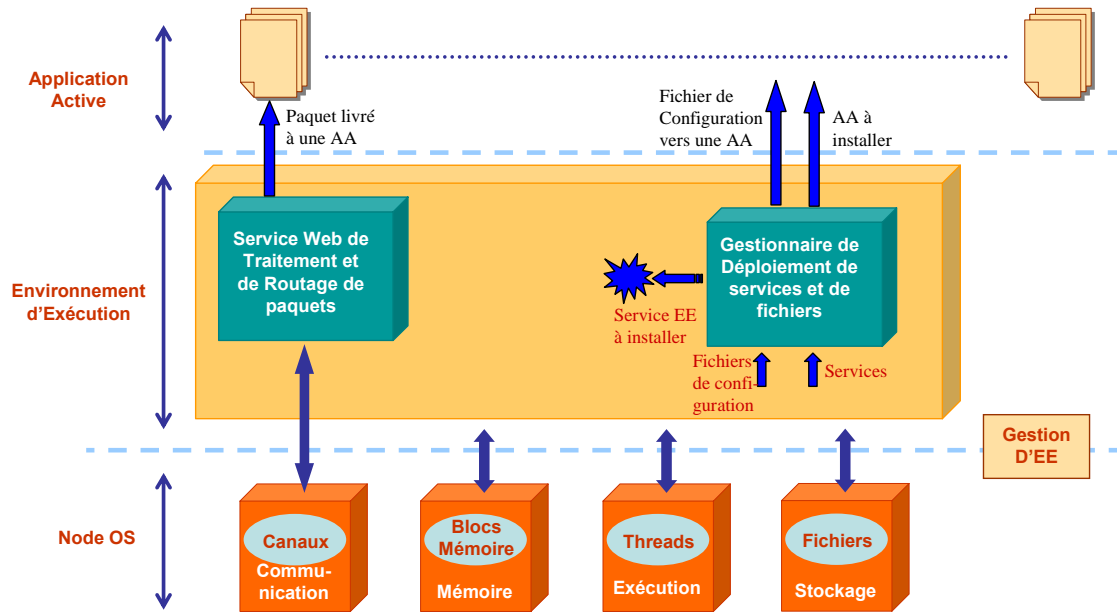 Application
Active
Paquet livré
à une AA
Fichier de
Configuration
vers une AA
AA à
installer
Environnement
d'Exécution
Service Web de
Traitement et
de Routage de
paquets
Gestionnaire de
Déploiement de
services et de
fichiers
Service EE
à installer
Fichiers
de confi-
guration
Services
Gestion
D'EE
Node OS
Canaux
Commu-
nication
Blocs
Mémoire
Mémoire
Threads
Exécution
Fichiers
Stockage